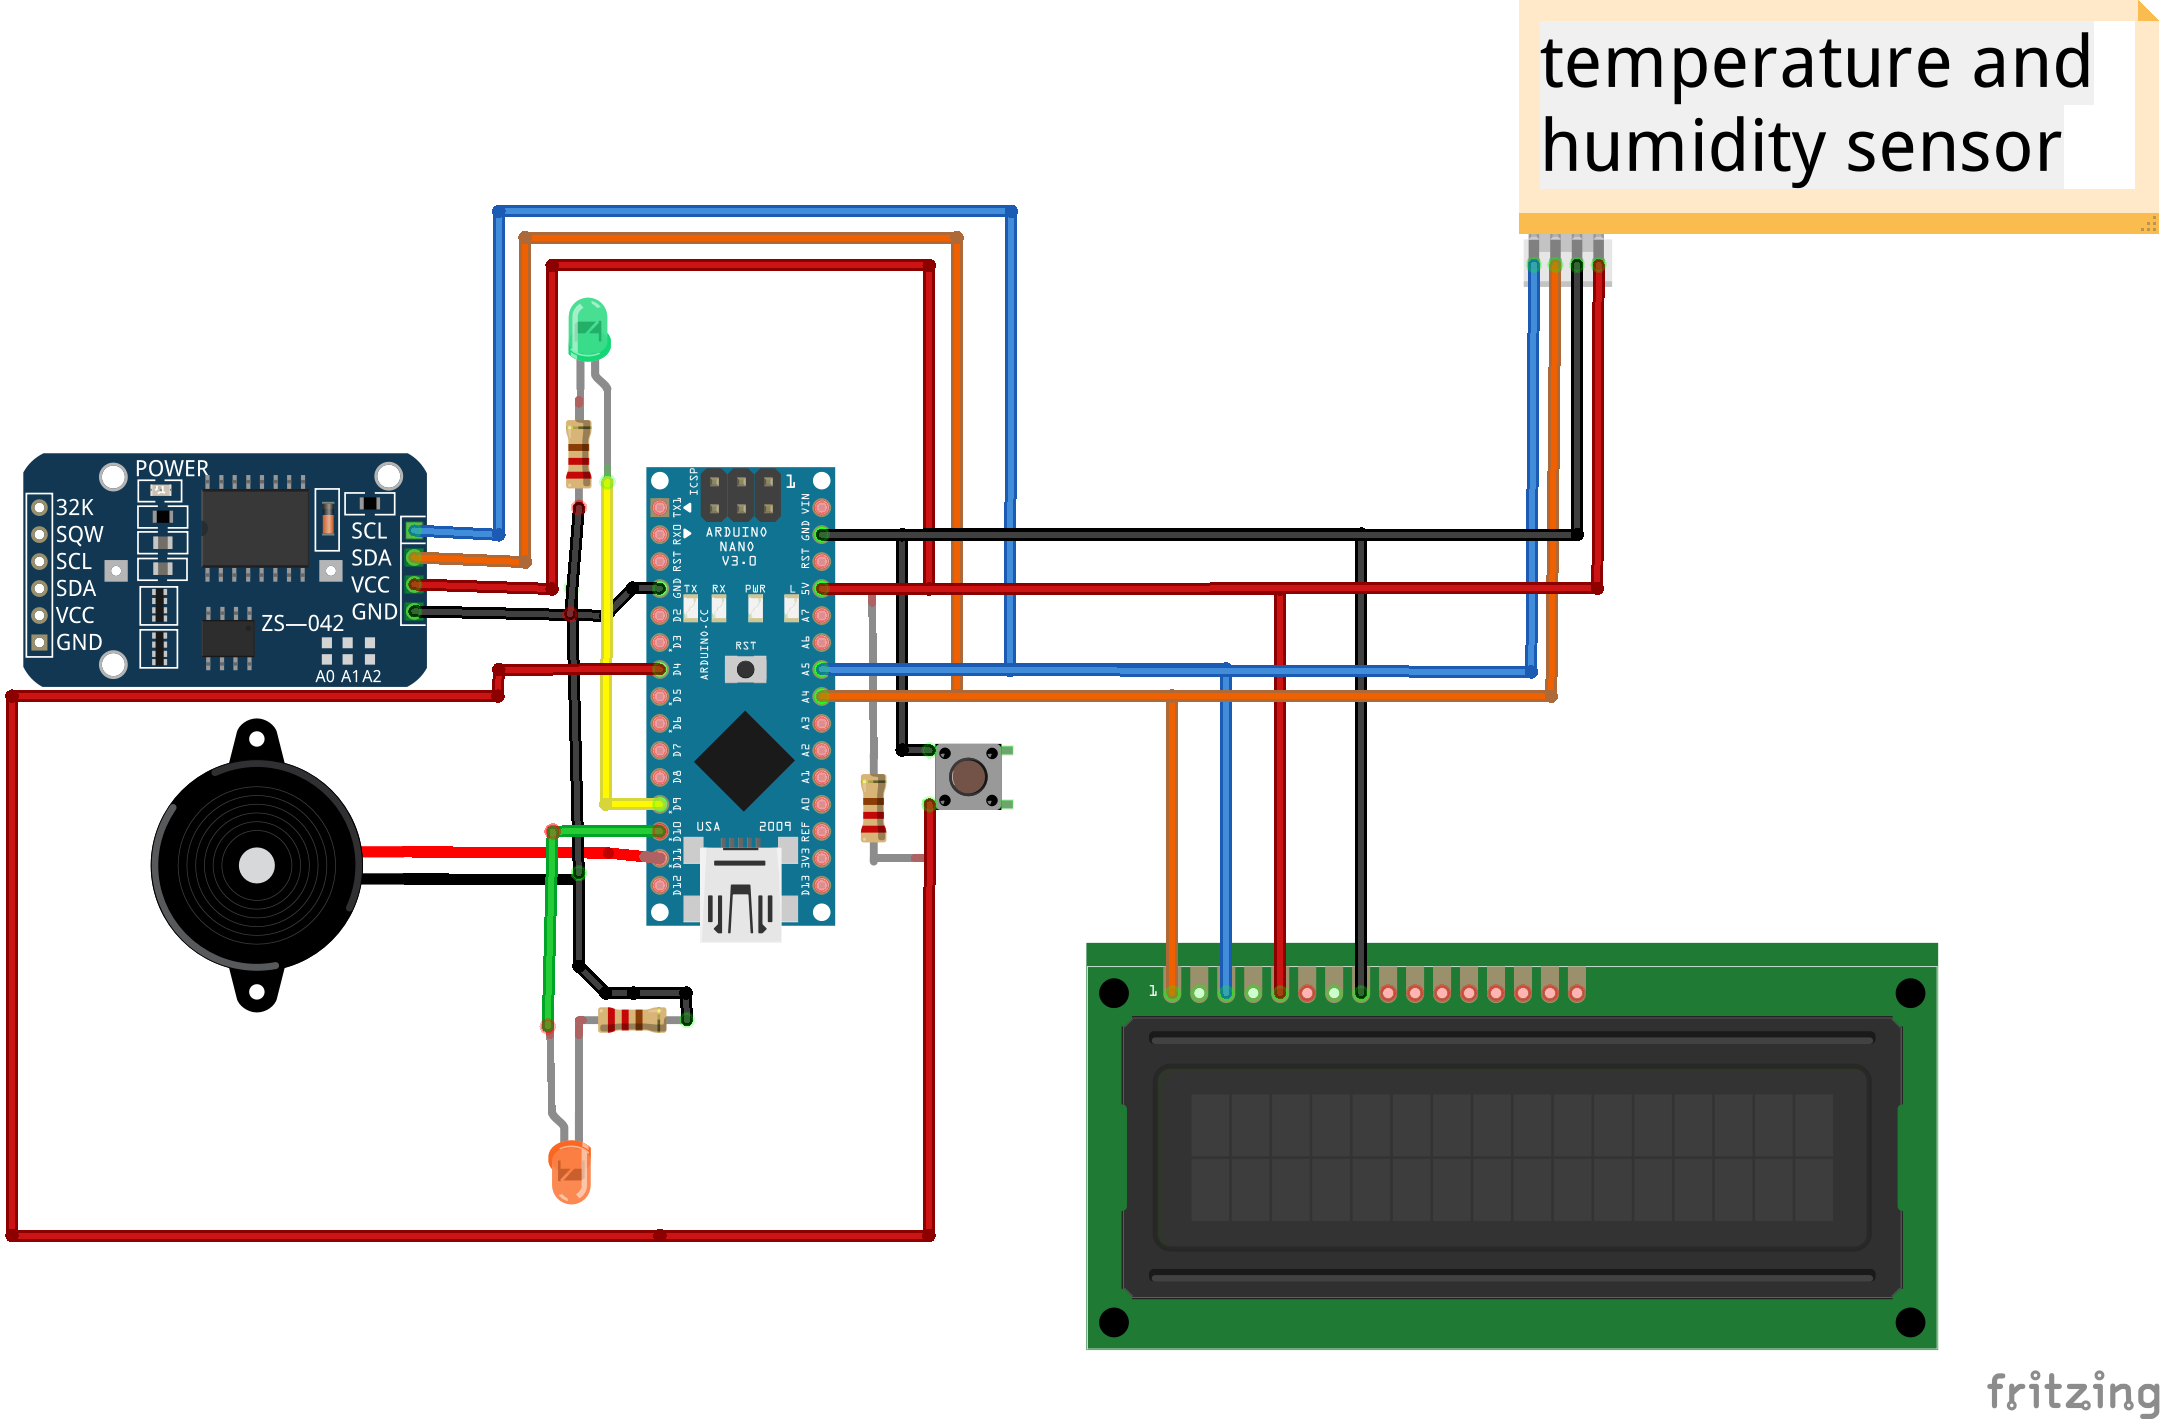 temperature and
humidity sensor
POWER
32K
SQW
SCL
SDA
VCC
GND
SCL
SDA
VCC
GND
ZS—042
A0 A1 A2
ICSP
1
ARDUINO
NANO
V3.0
TX RX PWR L
ARDUINO.CC
RST
USA 2009
TX1
RX0
RST
GND
D2
D3
D4
D5
D6
D7
D8
D9
D10
D11
D12
VIN
GND
RST
5V
A7
A6
A5
A4
A3
A2
A1
A0
REF
3V3
D13
1
fritzing